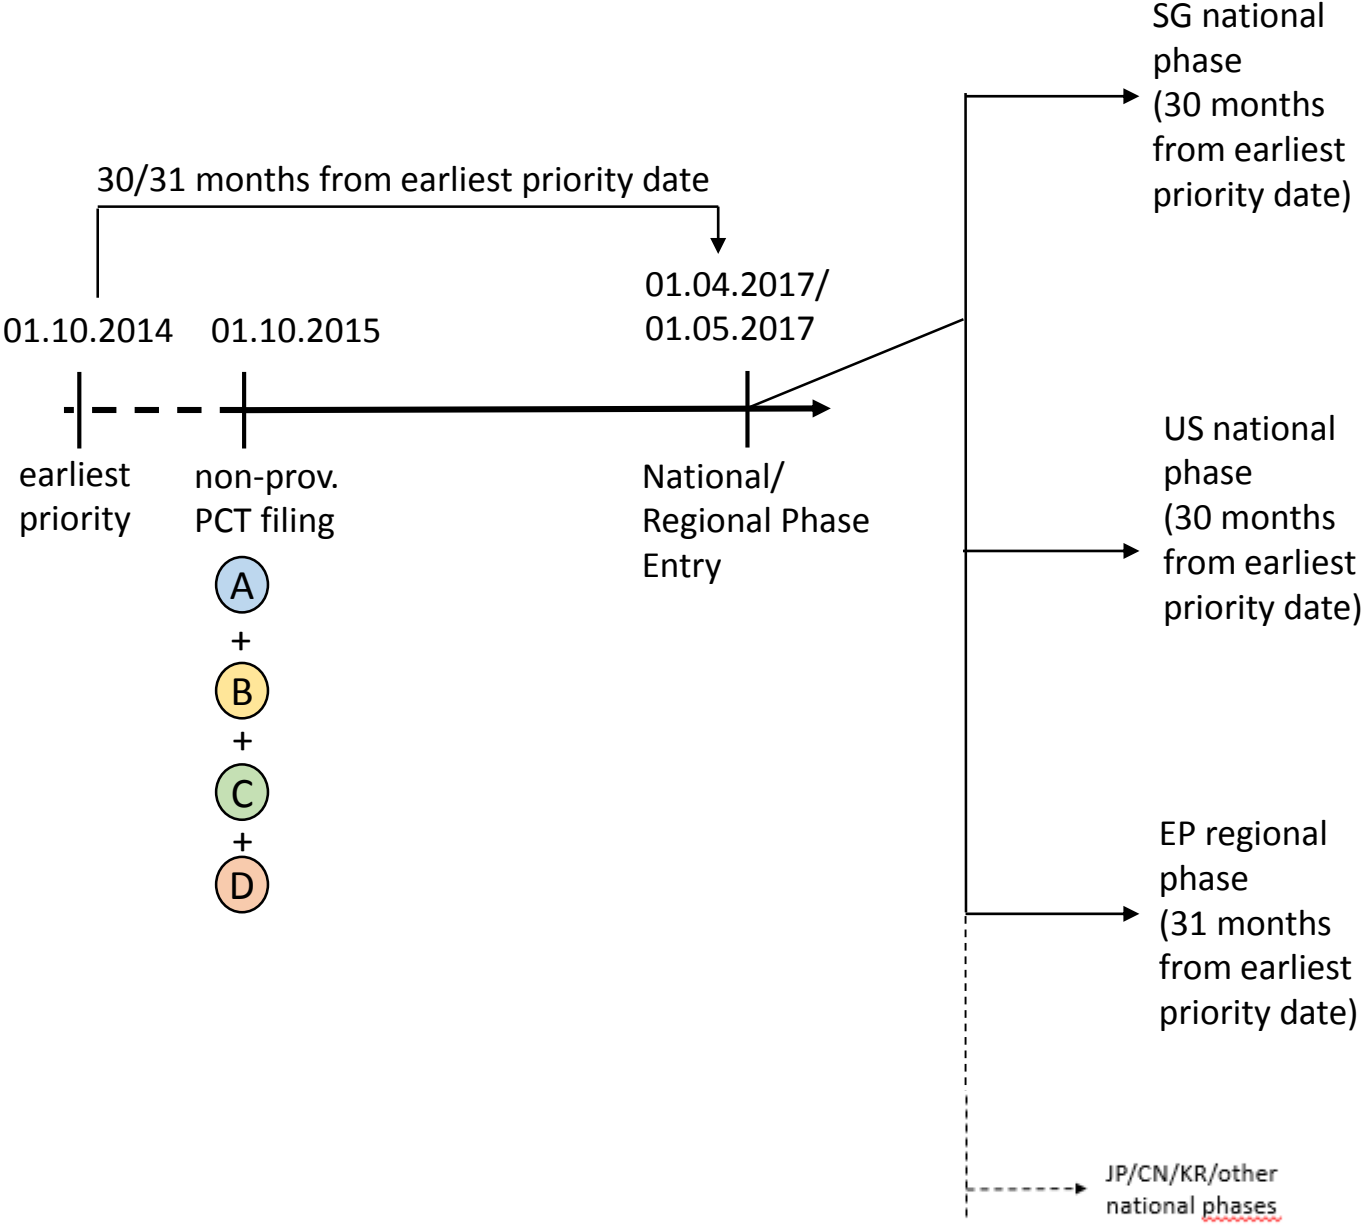 SG national
phase
(30 months
from earliest
priority date)
30/31 months from earliest priority date
01.10.2014
01.10.2015
01.04.2017/
01.05.2017
earliest
priority
non-prov.
PCT filing
A
+
B
+
C
+
D
National/
Regional Phase
Entry
US national
phase
(30 months
from earliest
priority date)
EP regional
phase
(31 months
from earliest
priority date)
JP/CN/KR/other
national phases